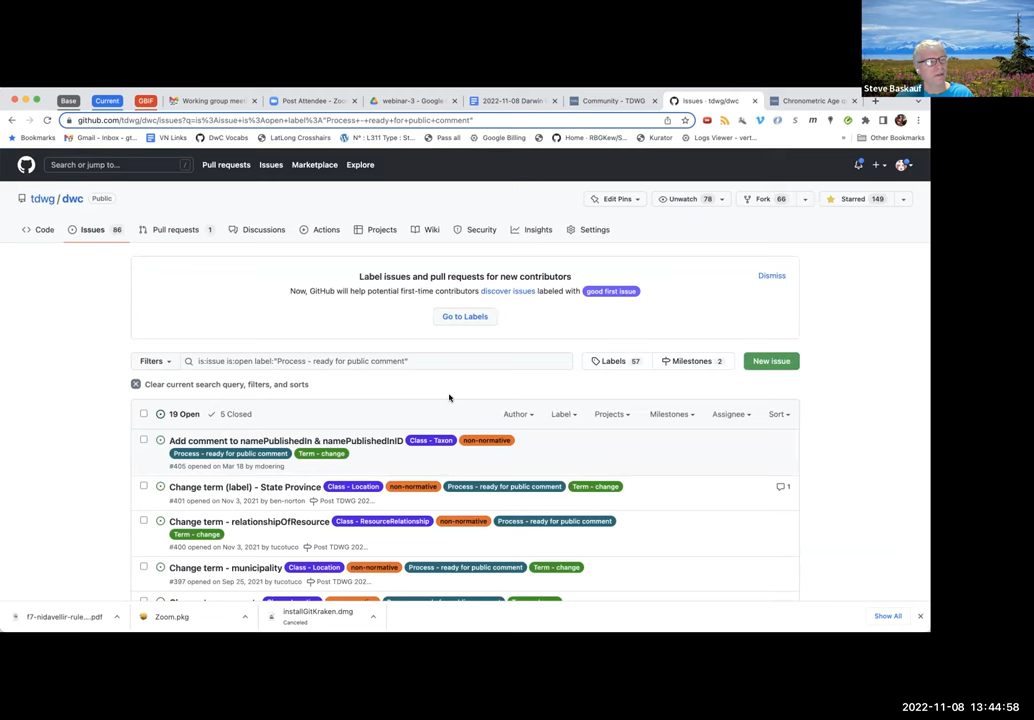 Steve Baskauf
Base Current GBIF Working group meet Post Attendee - Zoo webinar-3 - Google 2022-11-08 Darwin Community - TDWG Issues · tdwg/dwc Chronometric Age
github.com/tdwg/dwc/issues?q=is%3Aissue+is%3Aopen+label%3A"Process+-+ready+for+public+comment"
Bookmarks Gmail - Inbox - gt... VN Links DwC Vocabs LatLong Crosshairs N° : L311 Type : St... Pass all Google Billing Host : RBGKew/S... Kurator Logs Viewer - verta... Other Bookmarks
Search or jump to... / Pull requests Issues Marketplace Explore
tdwg / dwc Public Edit Pins Unwatch 78 Fork 66 Starred 149
Code Issues 86 Pull requests 1 Discussions Actions Projects Wiki Security Insights Settings
Label issues and pull requests for new contributors Dismiss
Now, GitHub will help potential first-time contributors discover issues labeled with good first issue
Go to Labels
Filters is:issue is:open label:"Process - ready for public comment" Labels 57 Milestones 2 New issue
Clear current search query, filters, and sorts
19 Open 5 Closed Author Label Projects Milestones Assignee Sort
Add comment to namePublishedIn & namePublishedInID Class - Taxon non-normative
Process - ready for public comment Term - change
#405 opened on Mar 18 by mdoering
Change term (label) - State Province Class - Location non-normative Process - ready for public comment Term - change 1
#401 opened on Nov 3, 2021 by ben-norton Post TDWG 202...
Change term - relationshipOfResource Class - ResourceRelationship non-normative Process - ready for public comment
Term - change
#400 opened on Nov 3, 2021 by tucotuco Post TDWG 202...
Change term - municipality Class - Location non-normative Process - ready for public comment Term - change
#397 opened on Sep 25, 2021 by tucotuco Post TDWG 202...
f7-nidavellir-rule....pdf Zoom.pkg installGitKraken.dmg Show All
Canceled
2022-11-08 13:44:58